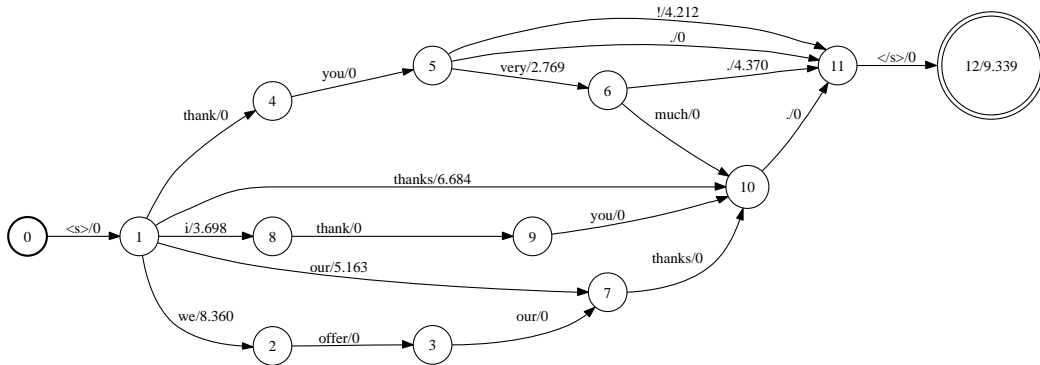 !/4.212
./0
you/0
5
11
</s>/0
12/9.339
very/2.769
./4.370
4
6
thank/0
much/0
./0
thanks/6.684
10
<s>/0
i/3.698
thank/0
you/0
0
1
8
9
our/5.163
thanks/0
7
we/8.360
our/0
offer/0
2
3